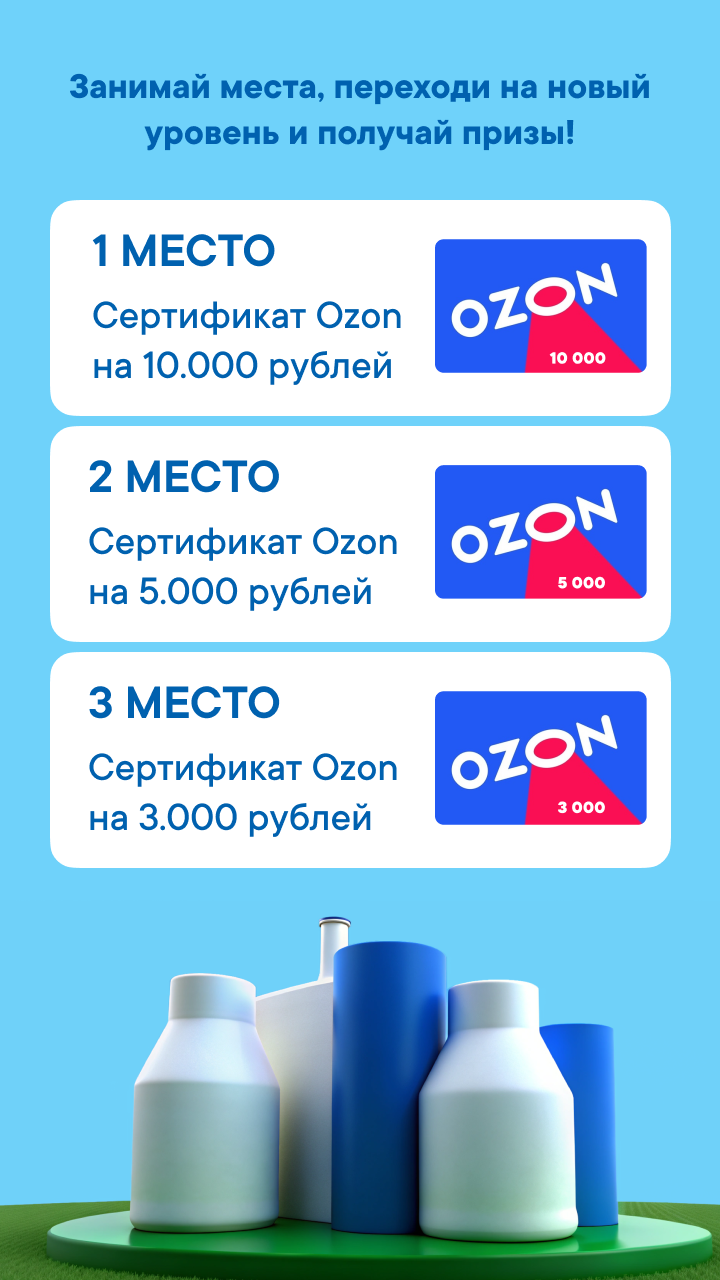 Занимай места, переходи на новый
уровень и получай призы!
1 МЕСТО
Сертификат Ozon
на 10.000 рублей
OZON
10 000
2 МЕСТО
Сертификат Ozon
на 5.000 рублей
OZON
5 000
3 МЕСТО
Сертификат Ozon
на 3.000 рублей
OZON
3 000